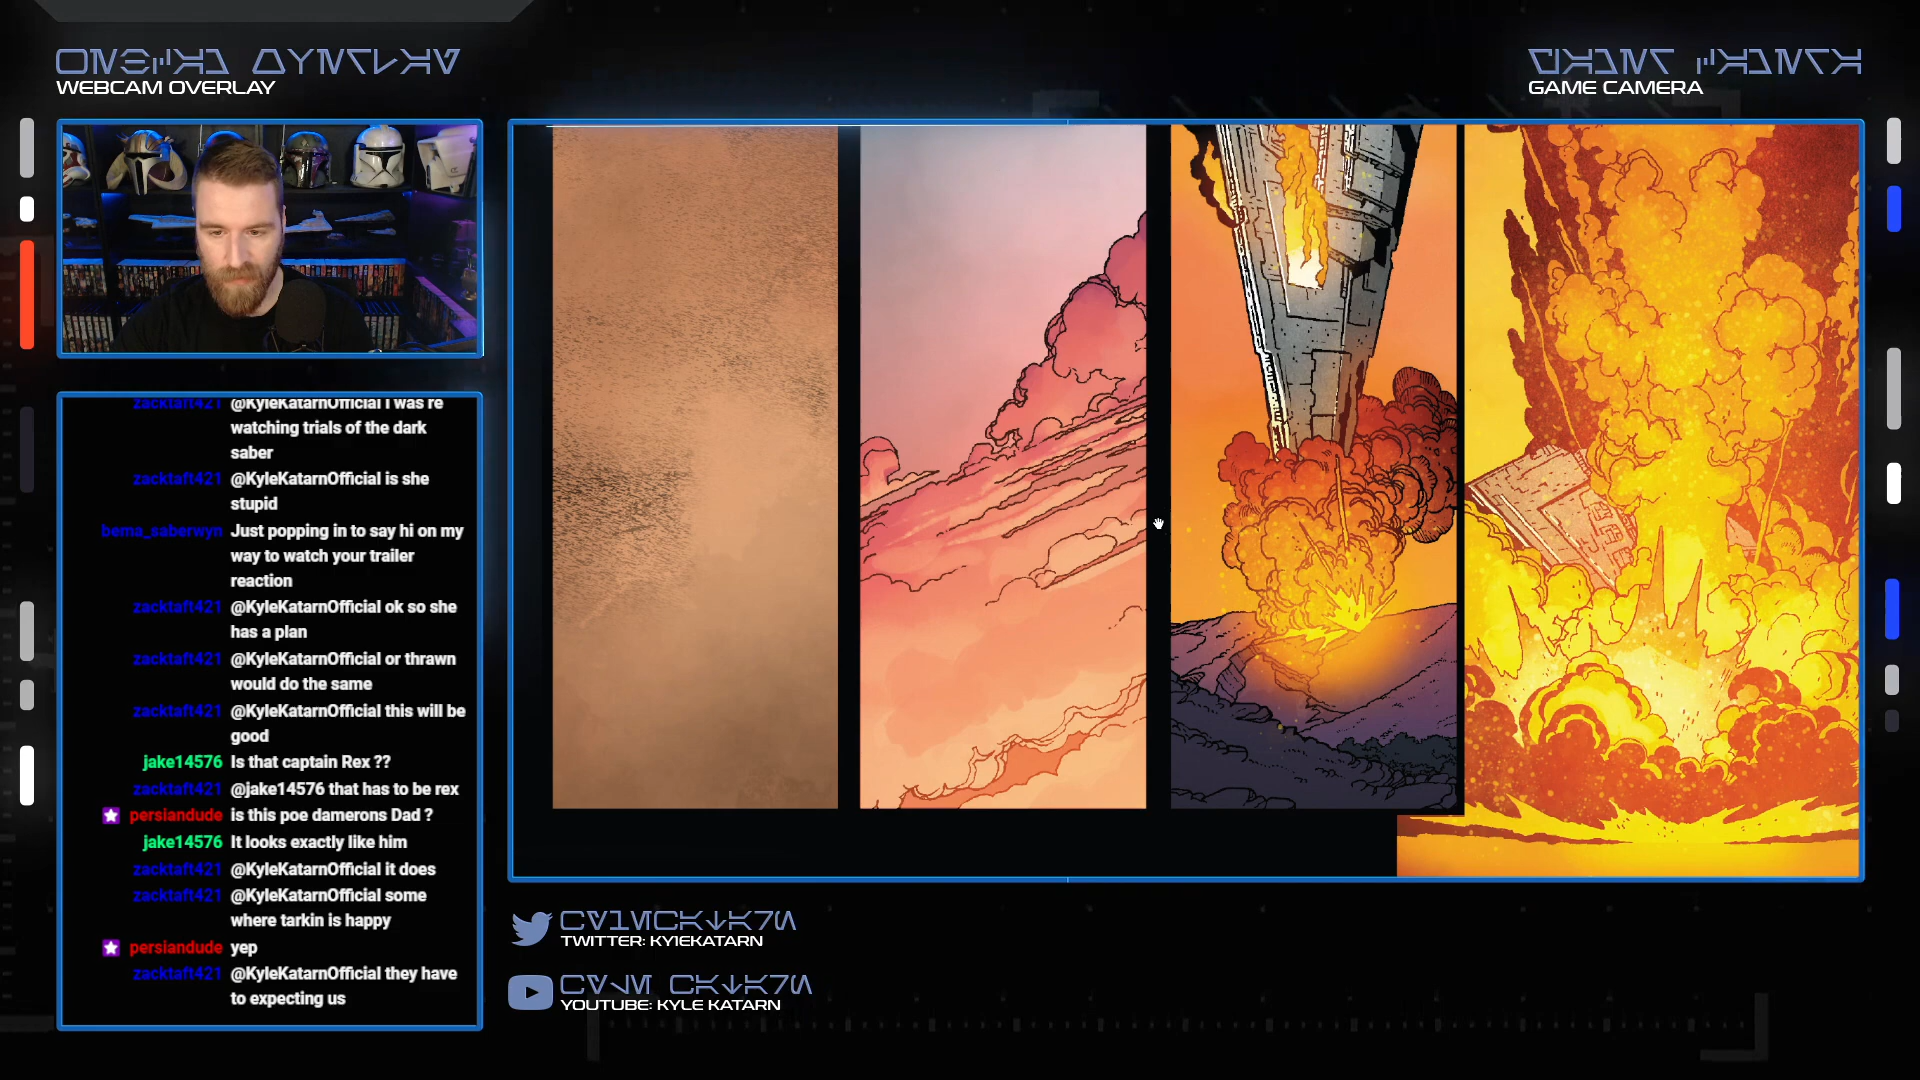 WEBCAM OVERLAY
GAME CAMERA
zacktaft421 @KyleKatarnOfficial I was re
watching trials of the dark
saber
zacktaft421 @KyleKatarnOfficial is she
stupid
bema_saberwyn Just popping in to say hi on my
way to watch your trailer
reaction
zacktaft421 @KyleKatarnOfficial ok so she
has a plan
zacktaft421 @KyleKatarnOfficial or thrawn
would do the same
zacktaft421 @KyleKatarnOfficial this will be
good
jake14576 Is that captain Rex ??
zacktaft421 @jake14576 that has to be rex
persiandude is this poe damerons Dad ?
jake14576 It looks exactly like him
zacktaft421 @KyleKatarnOfficial it does
zacktaft421 @KyleKatarnOfficial some
where tarkin is happy
persiandude yep
zacktaft421 @KyleKatarnOfficial they have
to expecting us
TWITTER: KY1EKATARN
YOUTUBE: KYLE KATARN